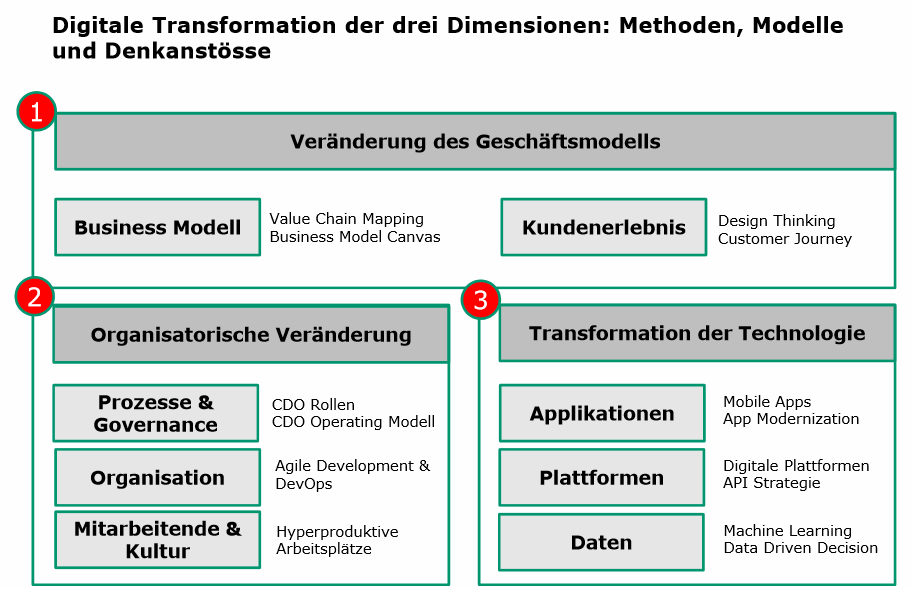 Digitale Transformation der drei Dimensionen: Methoden, Modelle
und Denkanstösse
1
Veränderung des Geschäftsmodells
Business Modell
Value Chain Mapping
Business Model Canvas
Kundenerlebnis
Design Thinking
Customer Journey
2
Organisatorische Veränderung
Prozesse &
Governance
CDO Rollen
CDO Operating Modell
Organisation
Agile Development &
DevOps
Mitarbeitende &
Kultur
Hyperproduktive
Arbeitsplätze
3
Transformation der Technologie
Applikationen
Mobile Apps
App Modernization
Plattformen
Digitale Plattformen
API Strategie
Daten
Machine Learning
Data Driven Decision